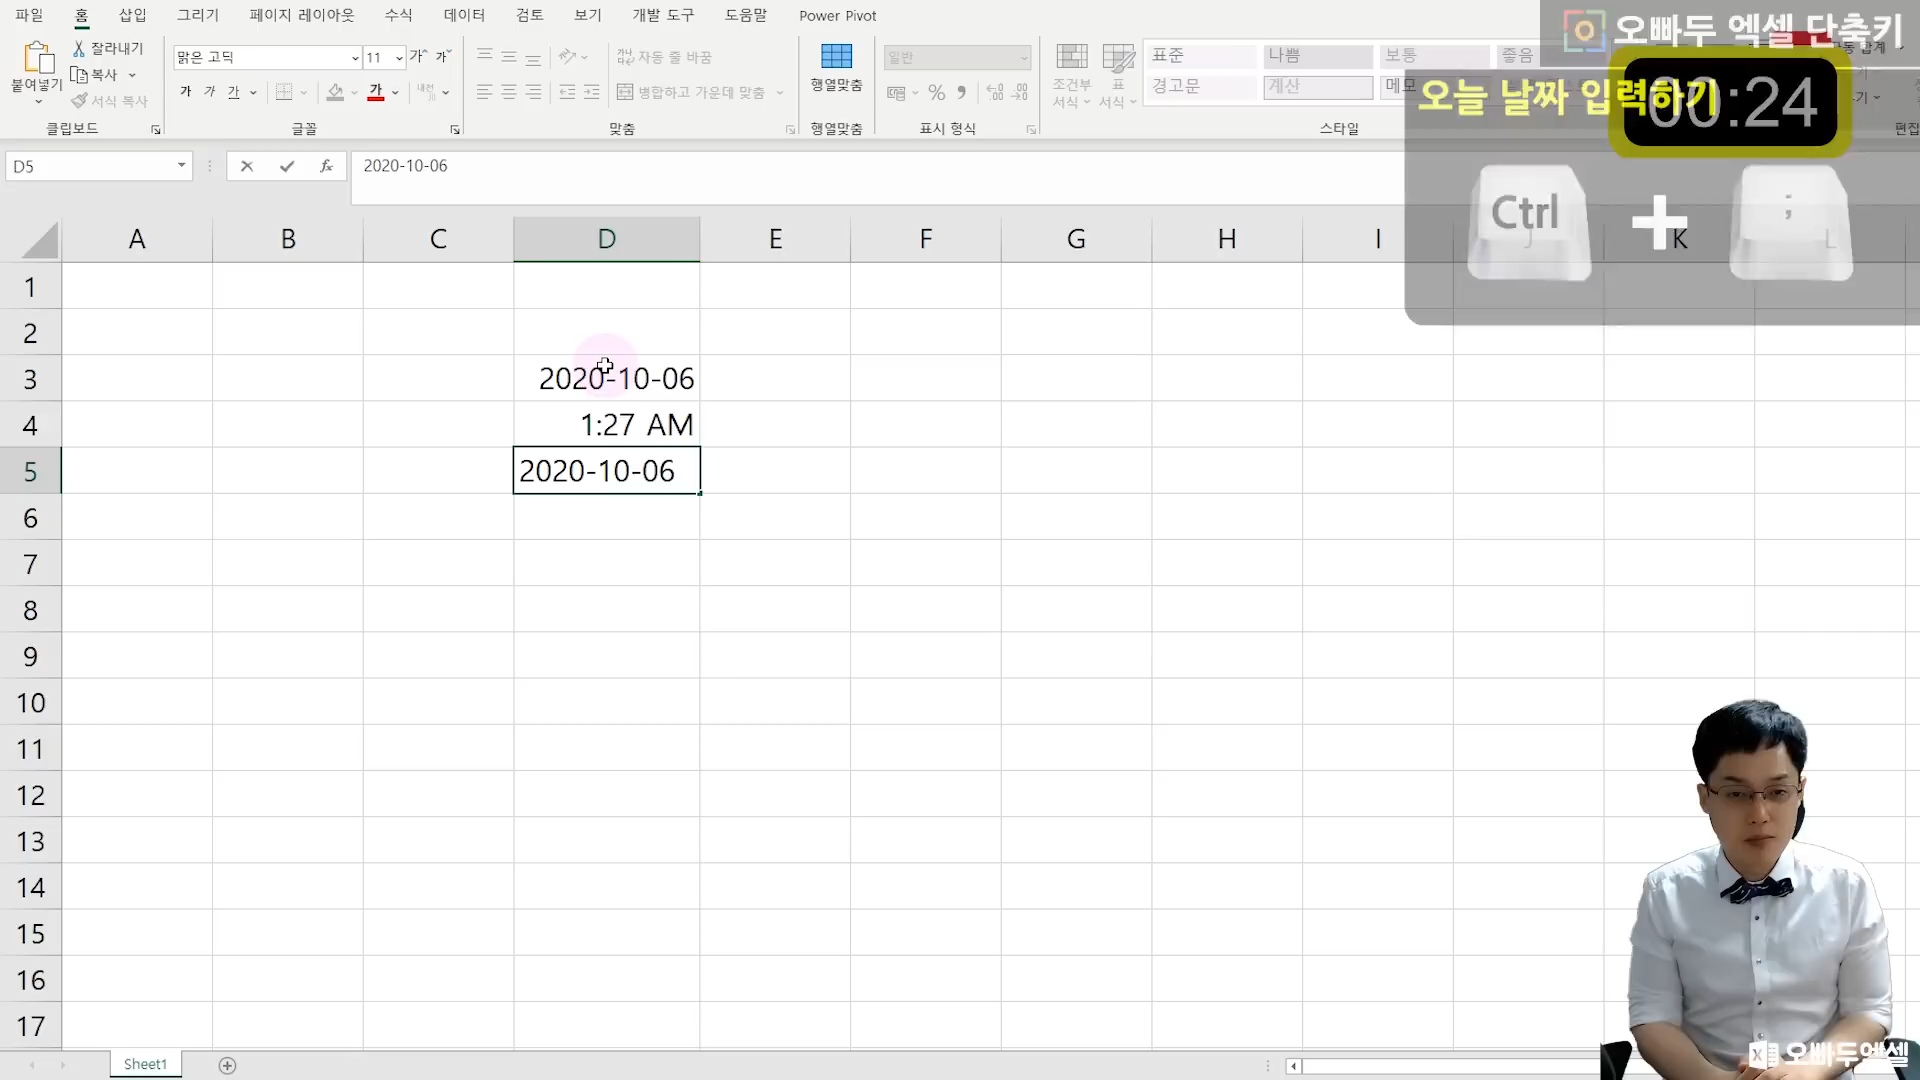 파일 홈 삽입 그리기 페이지 레이아웃 수식 데이터 검토 보기 개발 도구 도움말 Power Pivot
오빠두 엑셀 단축키
붙여넣기
잘라내기
복사
서식 복사
클립보드
맑은 고딕 11 가 가
가 가 가 가
글꼴
자동 줄 바꿈
병합하고 가운데 맞춤
맞춤
행열맞춤
행열맞춤
일반
% ,
표시 형식
조건부
서식
표
서식
표준 나쁨 보통 좋음
경고문 계산 메모
스타일
편집
오늘 날짜 입력하기
00:24
Ctrl + ;
D5 fx 2020-10-06
A B C D E F G H I J K L
1
2
3 2020-10-06
4 1:27 AM
5 2020-10-06
6
7
8
9
10
11
12
13
14
15
16
17
Sheet1
오빠두엑셀